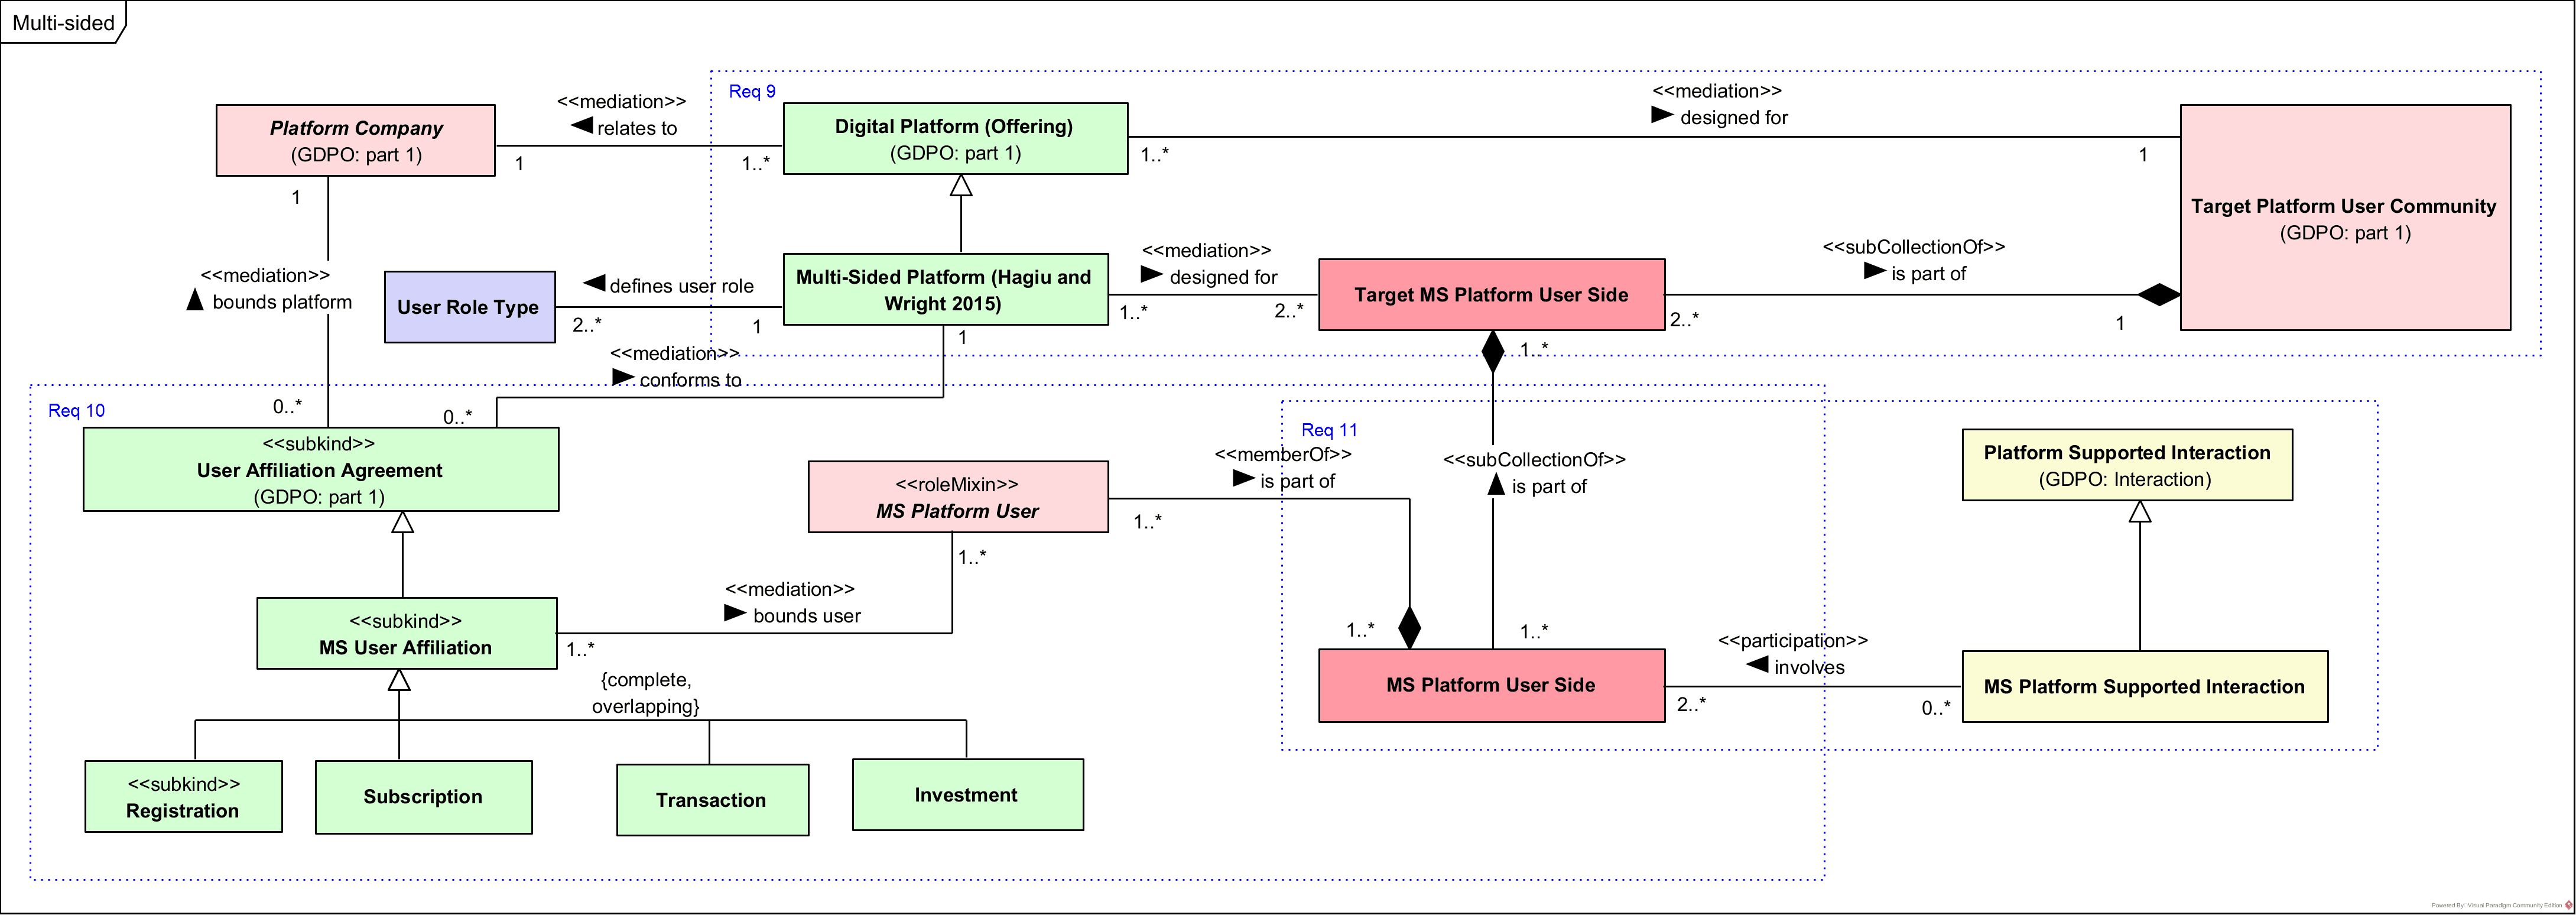 Multi-sided
Req 9
Platform Company
(GDPO: part 1)
<<mediation>>
relates to
1
1..*
Digital Platform (Offering)
(GDPO: part 1)
<<mediation>>
designed for
1..*
1
Target Platform User Community
(GDPO: part 1)
1
<<mediation>>
bounds platform
0..*
User Role Type
defines user role
2..*
1
Multi-Sided Platform (Hagiu and
Wright 2015)
<<mediation>>
designed for
1..*
2..*
Target MS Platform User Side
<<subCollectionOf>>
is part of
2..*
1
<<mediation>>
conforms to
1
0..*
1..*
Req 10
<<subkind>>
User Affiliation Agreement
(GDPO: part 1)
Req 11
<<roleMixin>>
MS Platform User
<<memberOf>>
is part of
1..*
1..*
<<subCollectionOf>>
is part of
1..*
Platform Supported Interaction
(GDPO: Interaction)
<<subkind>>
MS User Affiliation
<<mediation>>
bounds user
1..*
1..*
MS Platform User Side
<<participation>>
involves
2..*
0..*
MS Platform Supported Interaction
{complete,
overlapping}
<<subkind>>
Registration
Subscription
Transaction
Investment
Powered By: Visual Paradigm Community Edition